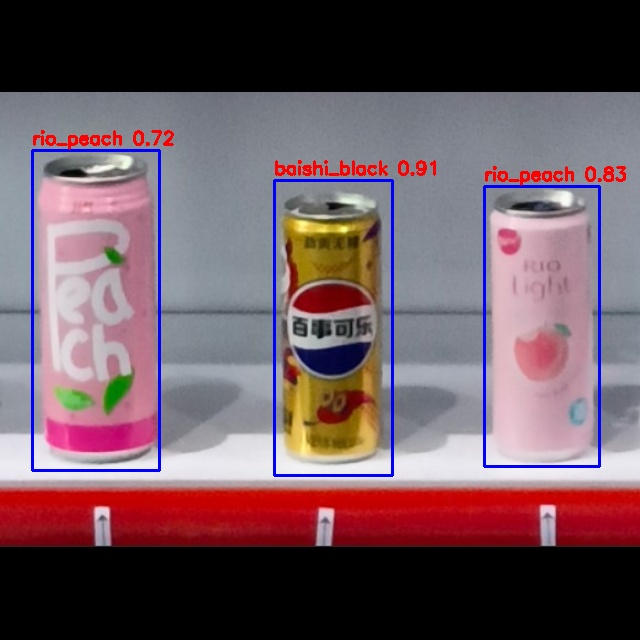 rio_peach 0.72
baishi_black 0.91
rio_peach 0.83
Peach
百事可乐
RIO
Light